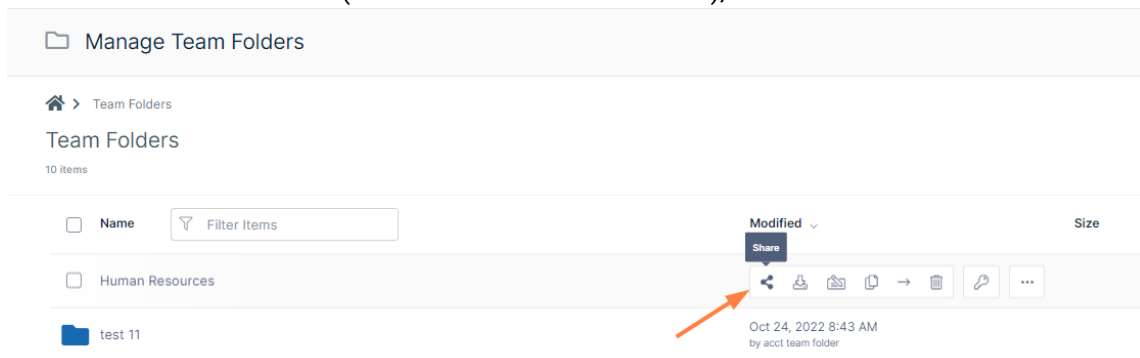 Manage Team Folders
Team Folders
Team Folders
10 items
Name Filter Items Modified Size
Share
Human Resources
test 11 Oct 24, 2022 8:43 AM
by acct team folder